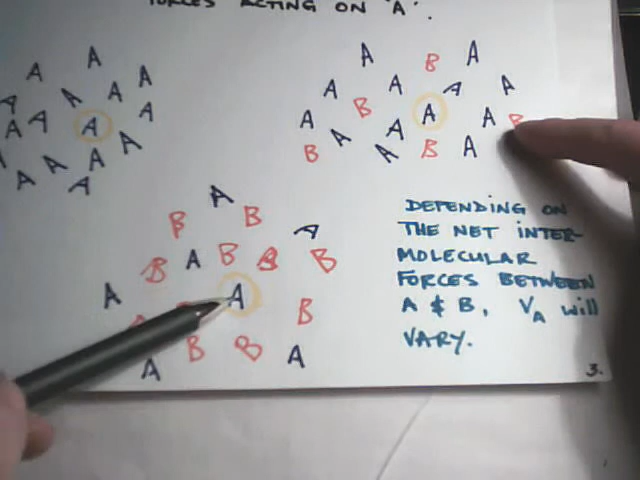 FORCES ACTING ON 'A'.
A A A A A A A A A A A A A A A A
A B A A A A A B A A A B A A B A B A
A B B A B A B B B A A B B B A A
DEPENDING ON
THE NET INTER-
MOLECULAR
FORCES BETWEEN
A & B, VA will
VARY.
3.